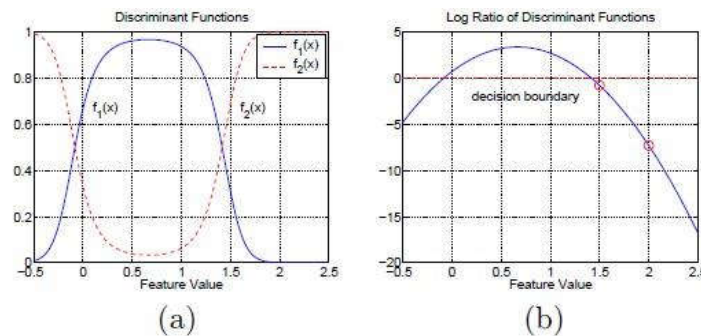 Discriminant Functions
1
0.8
0.6
0.4
0.2
0
−0.5 0 0.5 1 1.5 2 2.5
Feature Value
f1(x)
f2(x)
f1(x)
f2(x)
(a)
Log Ratio of Discriminant Functions
5
0
−5
−10
−15
−20
−0.5 0 0.5 1 1.5 2 2.5
Feature Value
decision boundary
(b)